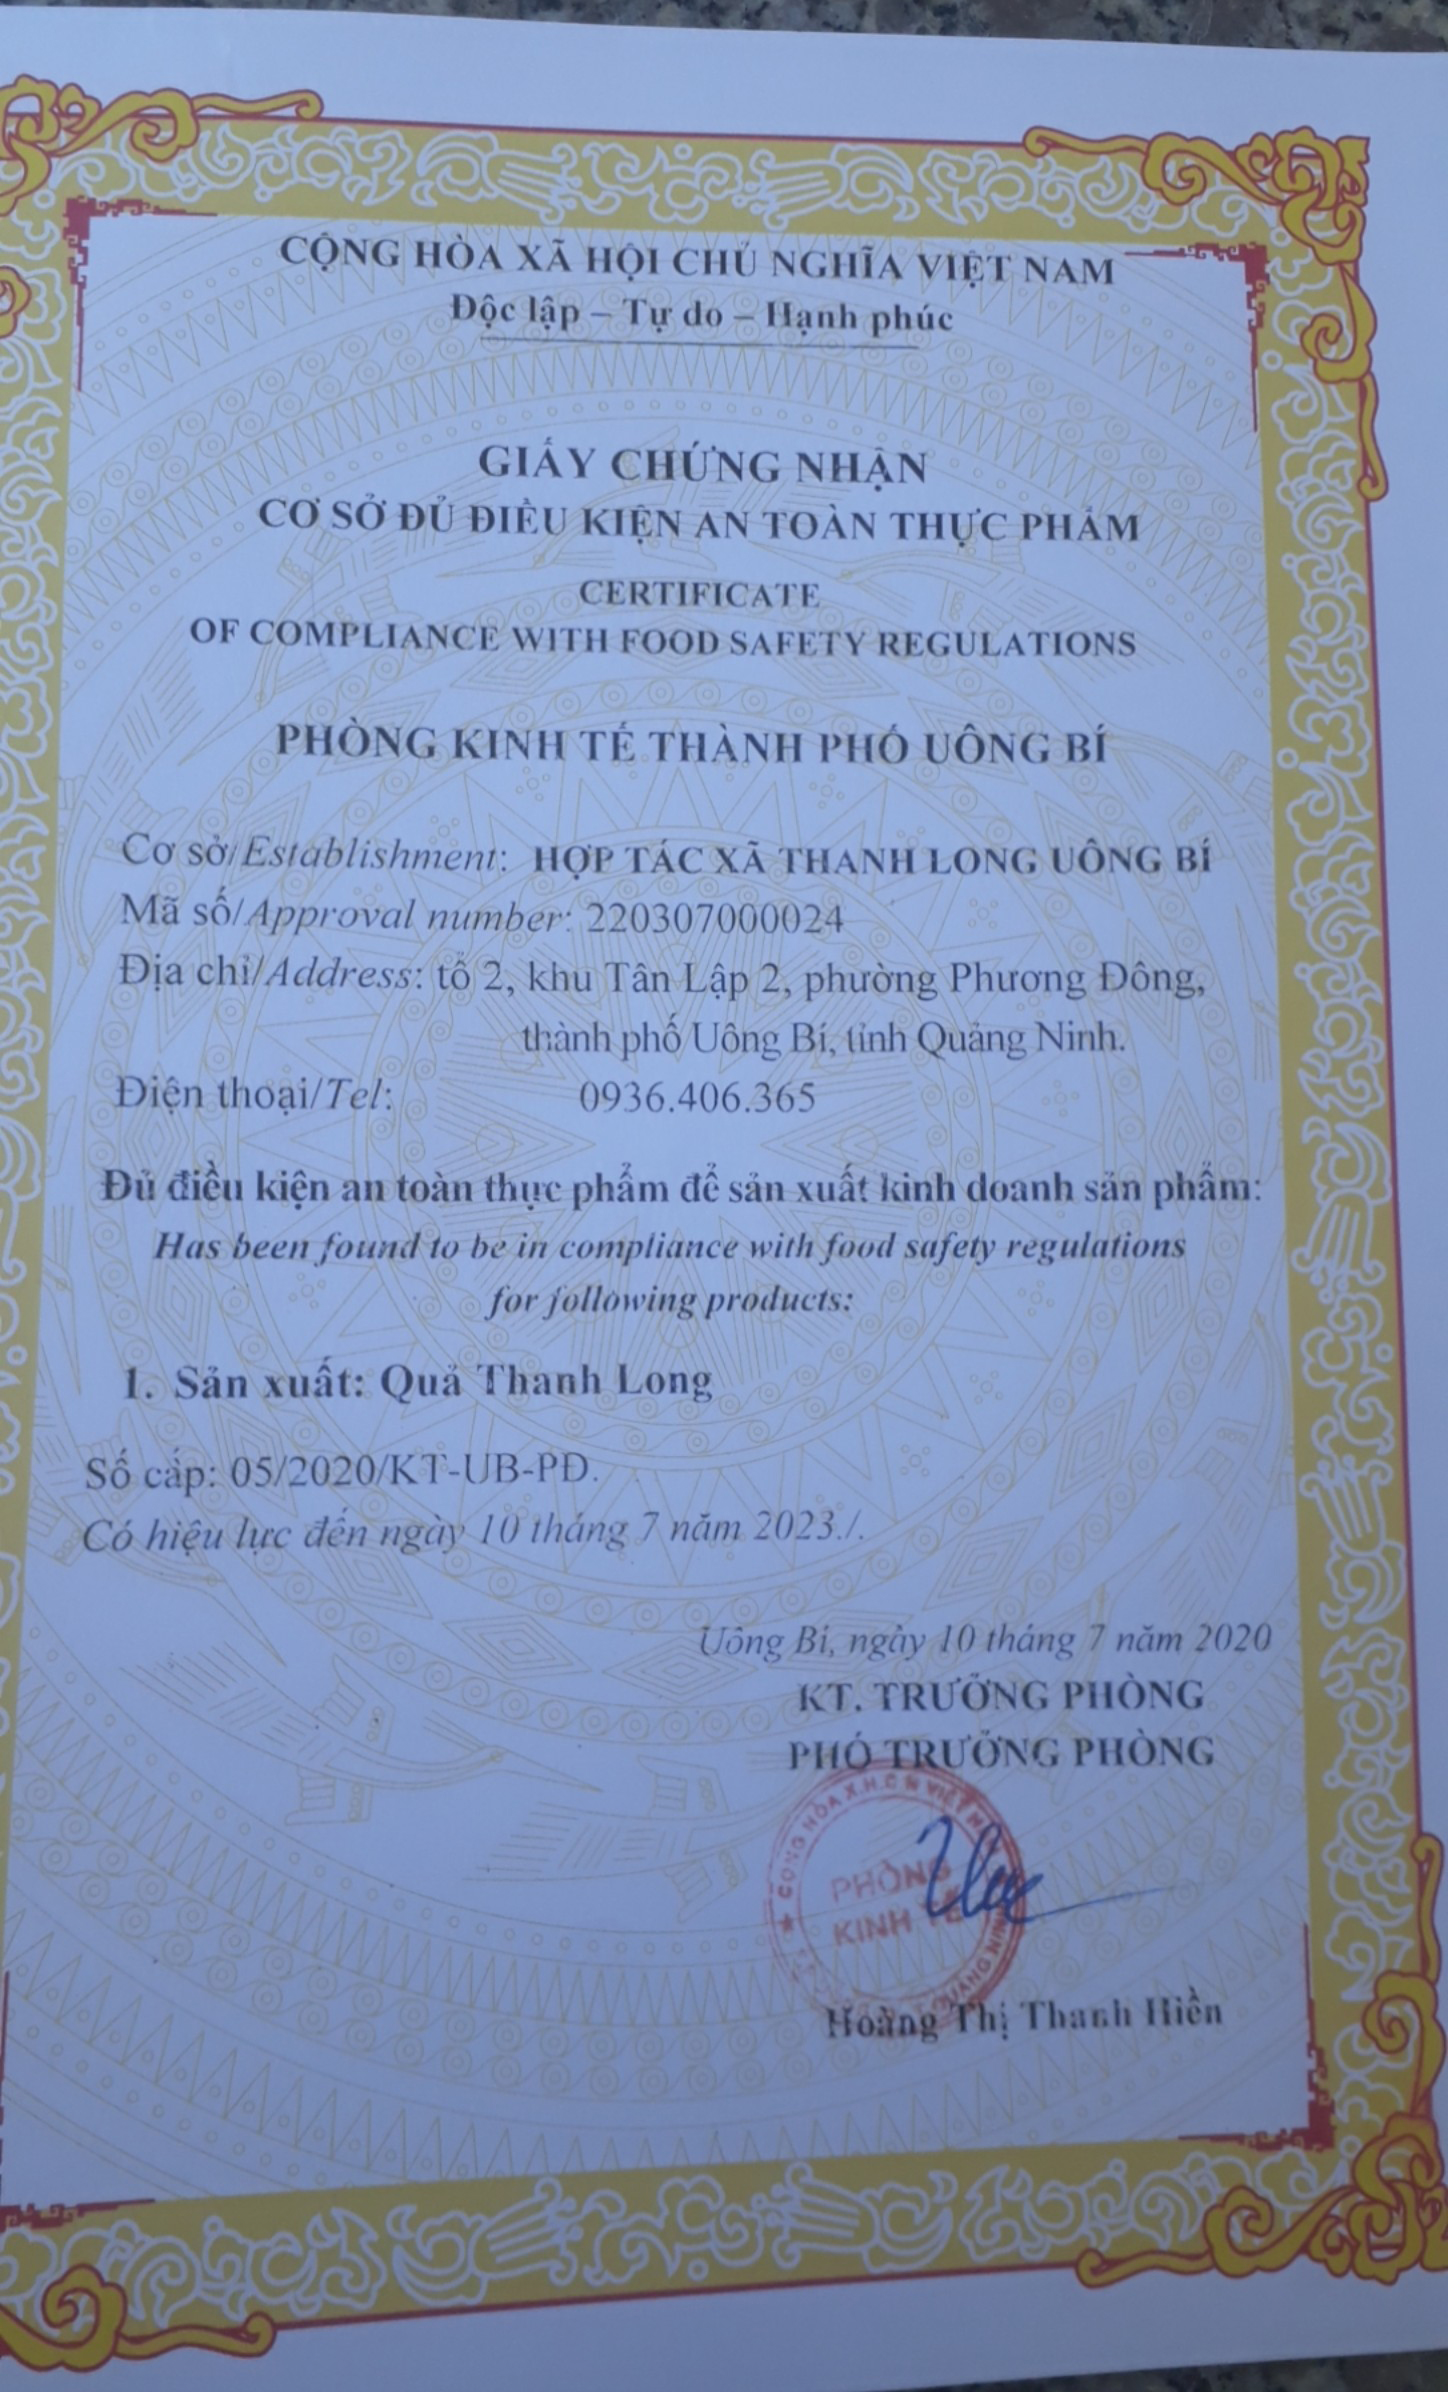 CỘNG HÒA XÃ HỘI CHỦ NGHĨA VIỆT NAM
Độc lập – Tự do – Hạnh phúc
GIẤY CHỨNG NHẬN
CƠ SỞ ĐỦ ĐIỀU KIỆN AN TOÀN THỰC PHẨM
CERTIFICATE
OF COMPLIANCE WITH FOOD SAFETY REGULATIONS
PHÒNG KINH TẾ THÀNH PHỐ UÔNG BÍ
Cơ sở/Establishment: HỢP TÁC XÃ THANH LONG UÔNG BÍ
Mã số/Approval number: 220307000024
Địa chỉ/Address: tổ 2, khu Tân Lập 2, phường Phương Đông,
thành phố Uông Bí, tỉnh Quảng Ninh.
Điện thoại/Tel: 0936.406.365
Đủ điều kiện an toàn thực phẩm để sản xuất kinh doanh sản phẩm:
Has been found to be in compliance with food safety regulations
for following products:
1. Sản xuất: Quả Thanh Long
Số cấp: 05/2020/KT-UB-PĐ.
Có hiệu lực đến ngày 10 tháng 7 năm 2023./.
Uông Bí, ngày 10 tháng 7 năm 2020
KT. TRƯỞNG PHÒNG
PHÓ TRƯỞNG PHÒNG
CỘNG HÒA X.H.C.N VIỆT
PHÒNG
KINH TẾ
QUẢNG NINH
Hoàng Thị Thanh Hiền